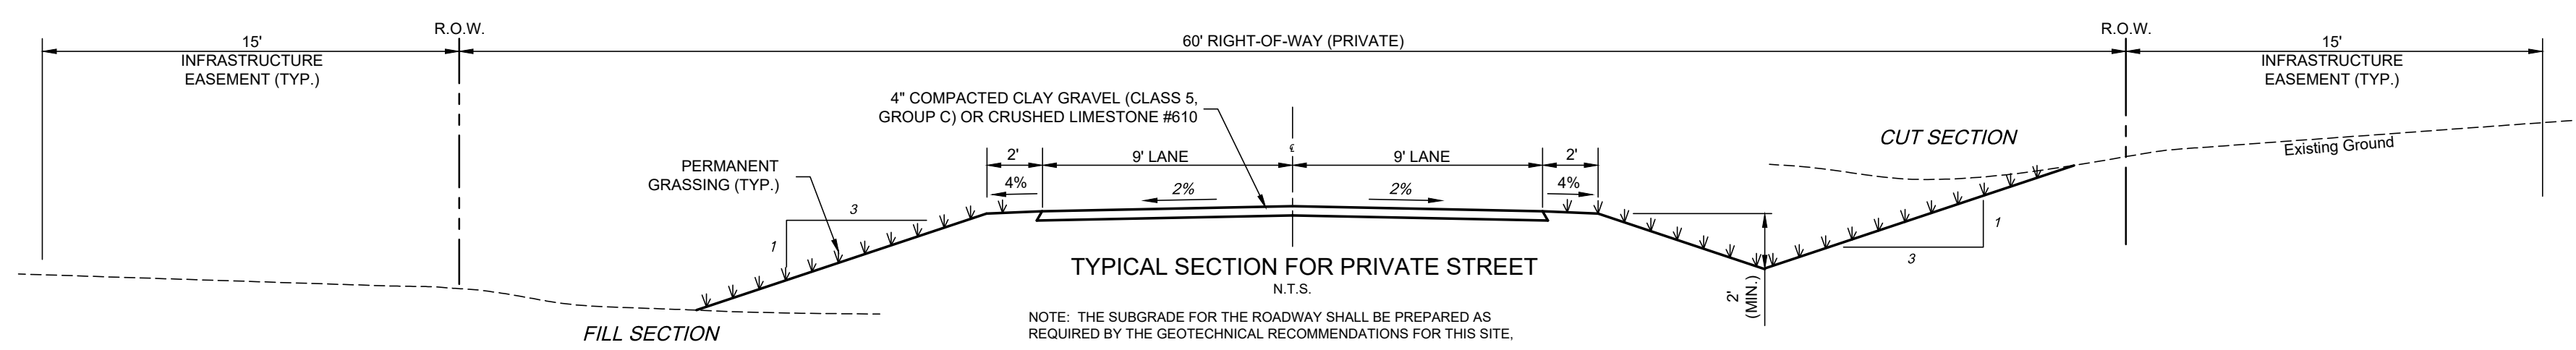 R.O.W.
R.O.W.
15'
INFRASTRUCTURE
EASEMENT (TYP.)
60' RIGHT-OF-WAY (PRIVATE)
15'
INFRASTRUCTURE
EASEMENT (TYP.)
4" COMPACTED CLAY GRAVEL (CLASS 5,
GROUP C) OR CRUSHED LIMESTONE #610
CUT SECTION
Existing Ground
PERMANENT
GRASSING (TYP.)
2'
9' LANE
℄
9' LANE
2'
4%
2%
2%
4%
3
1
1
3
TYPICAL SECTION FOR PRIVATE STREET
N.T.S.
2'
(MIN.)
FILL SECTION
NOTE: THE SUBGRADE FOR THE ROADWAY SHALL BE PREPARED AS
REQUIRED BY THE GEOTECHNICAL RECOMMENDATIONS FOR THIS SITE,